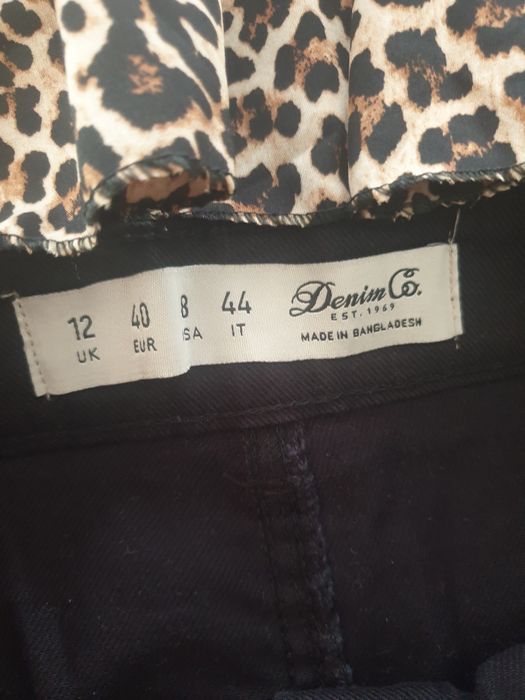 12 40 8 44 Denim Co.
EST. 1969
UK EUR SA IT MADE IN BANGLADESH